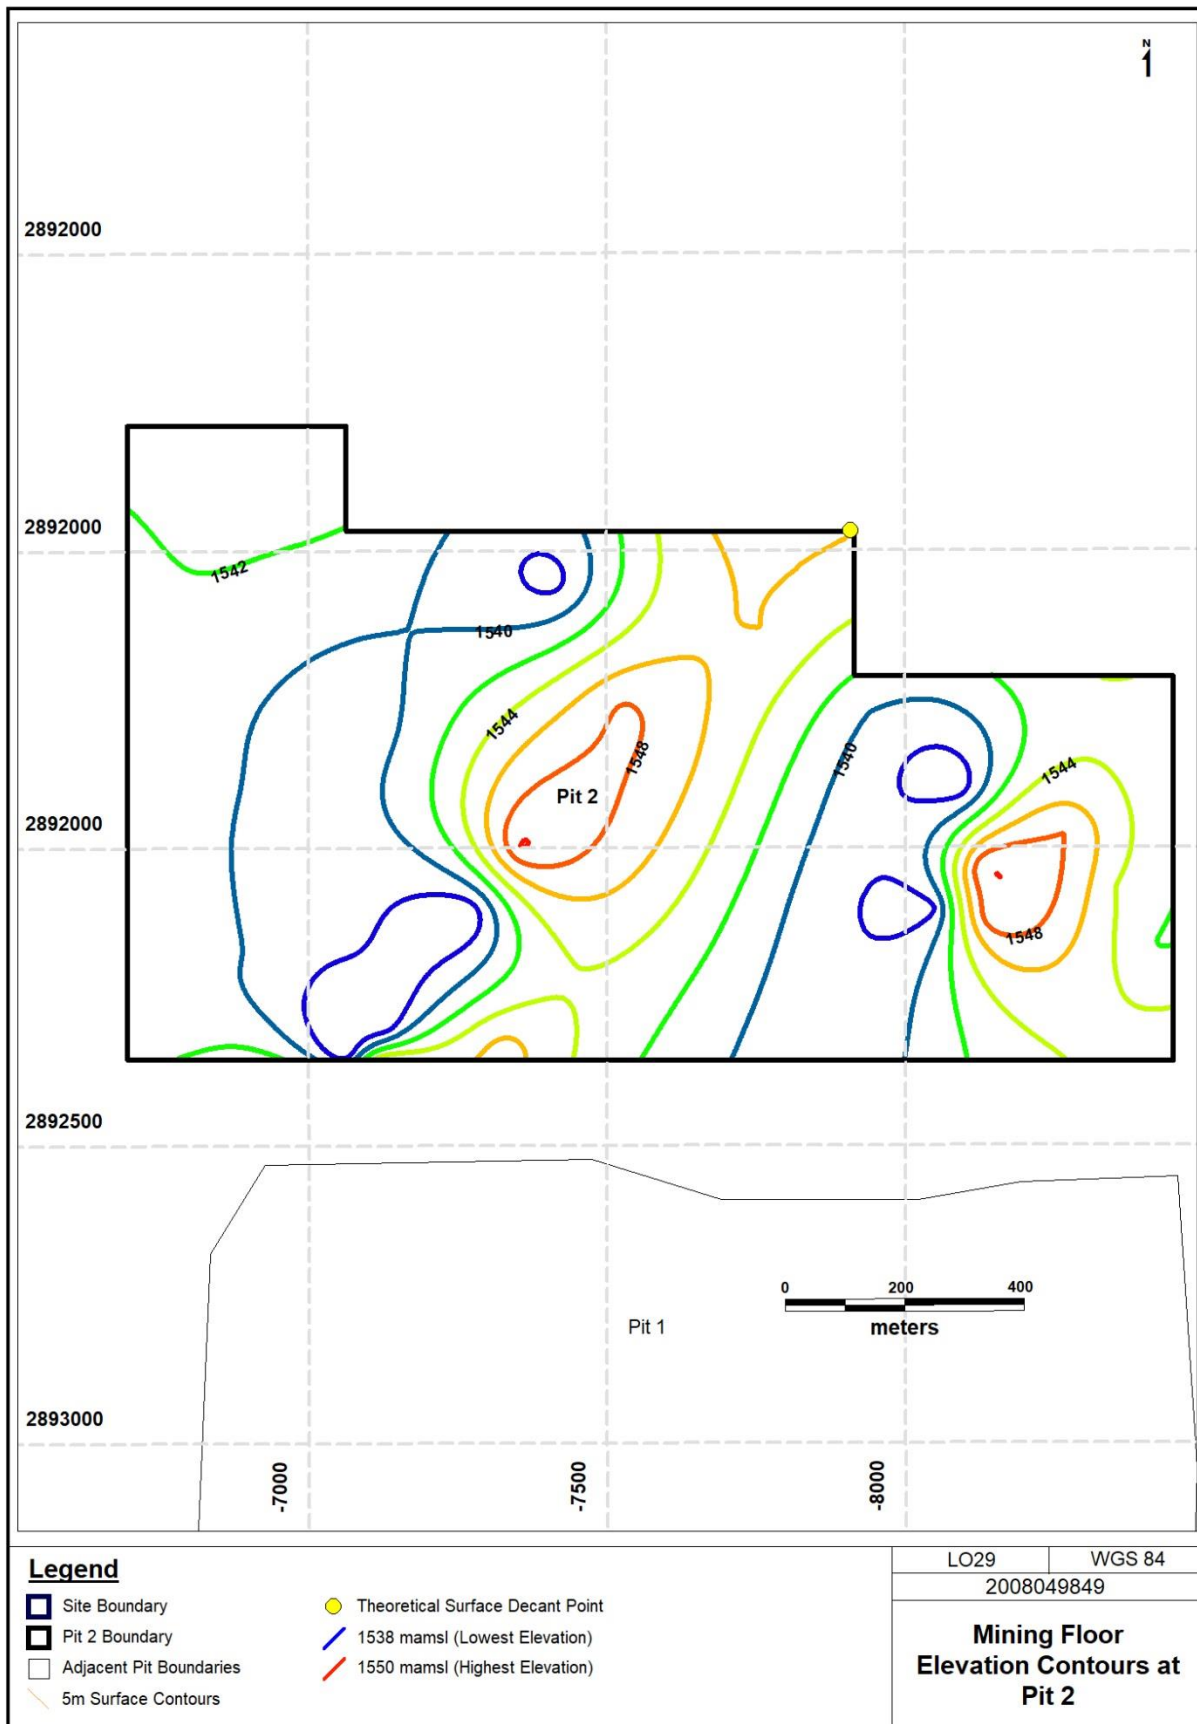 N
2892000
2892000
1542
1540
1544
1548
1540
1544
Pit 2
2892000
1548
2892500
0 200 400
meters
Pit 1
2893000
-7000
-7500
-8000
Legend
Site Boundary
Pit 2 Boundary
Adjacent Pit Boundaries
5m Surface Contours
Theoretical Surface Decant Point
1538 mamsl (Lowest Elevation)
1550 mamsl (Highest Elevation)
LO29 WGS 84
2008049849
Mining Floor
Elevation Contours at
Pit 2